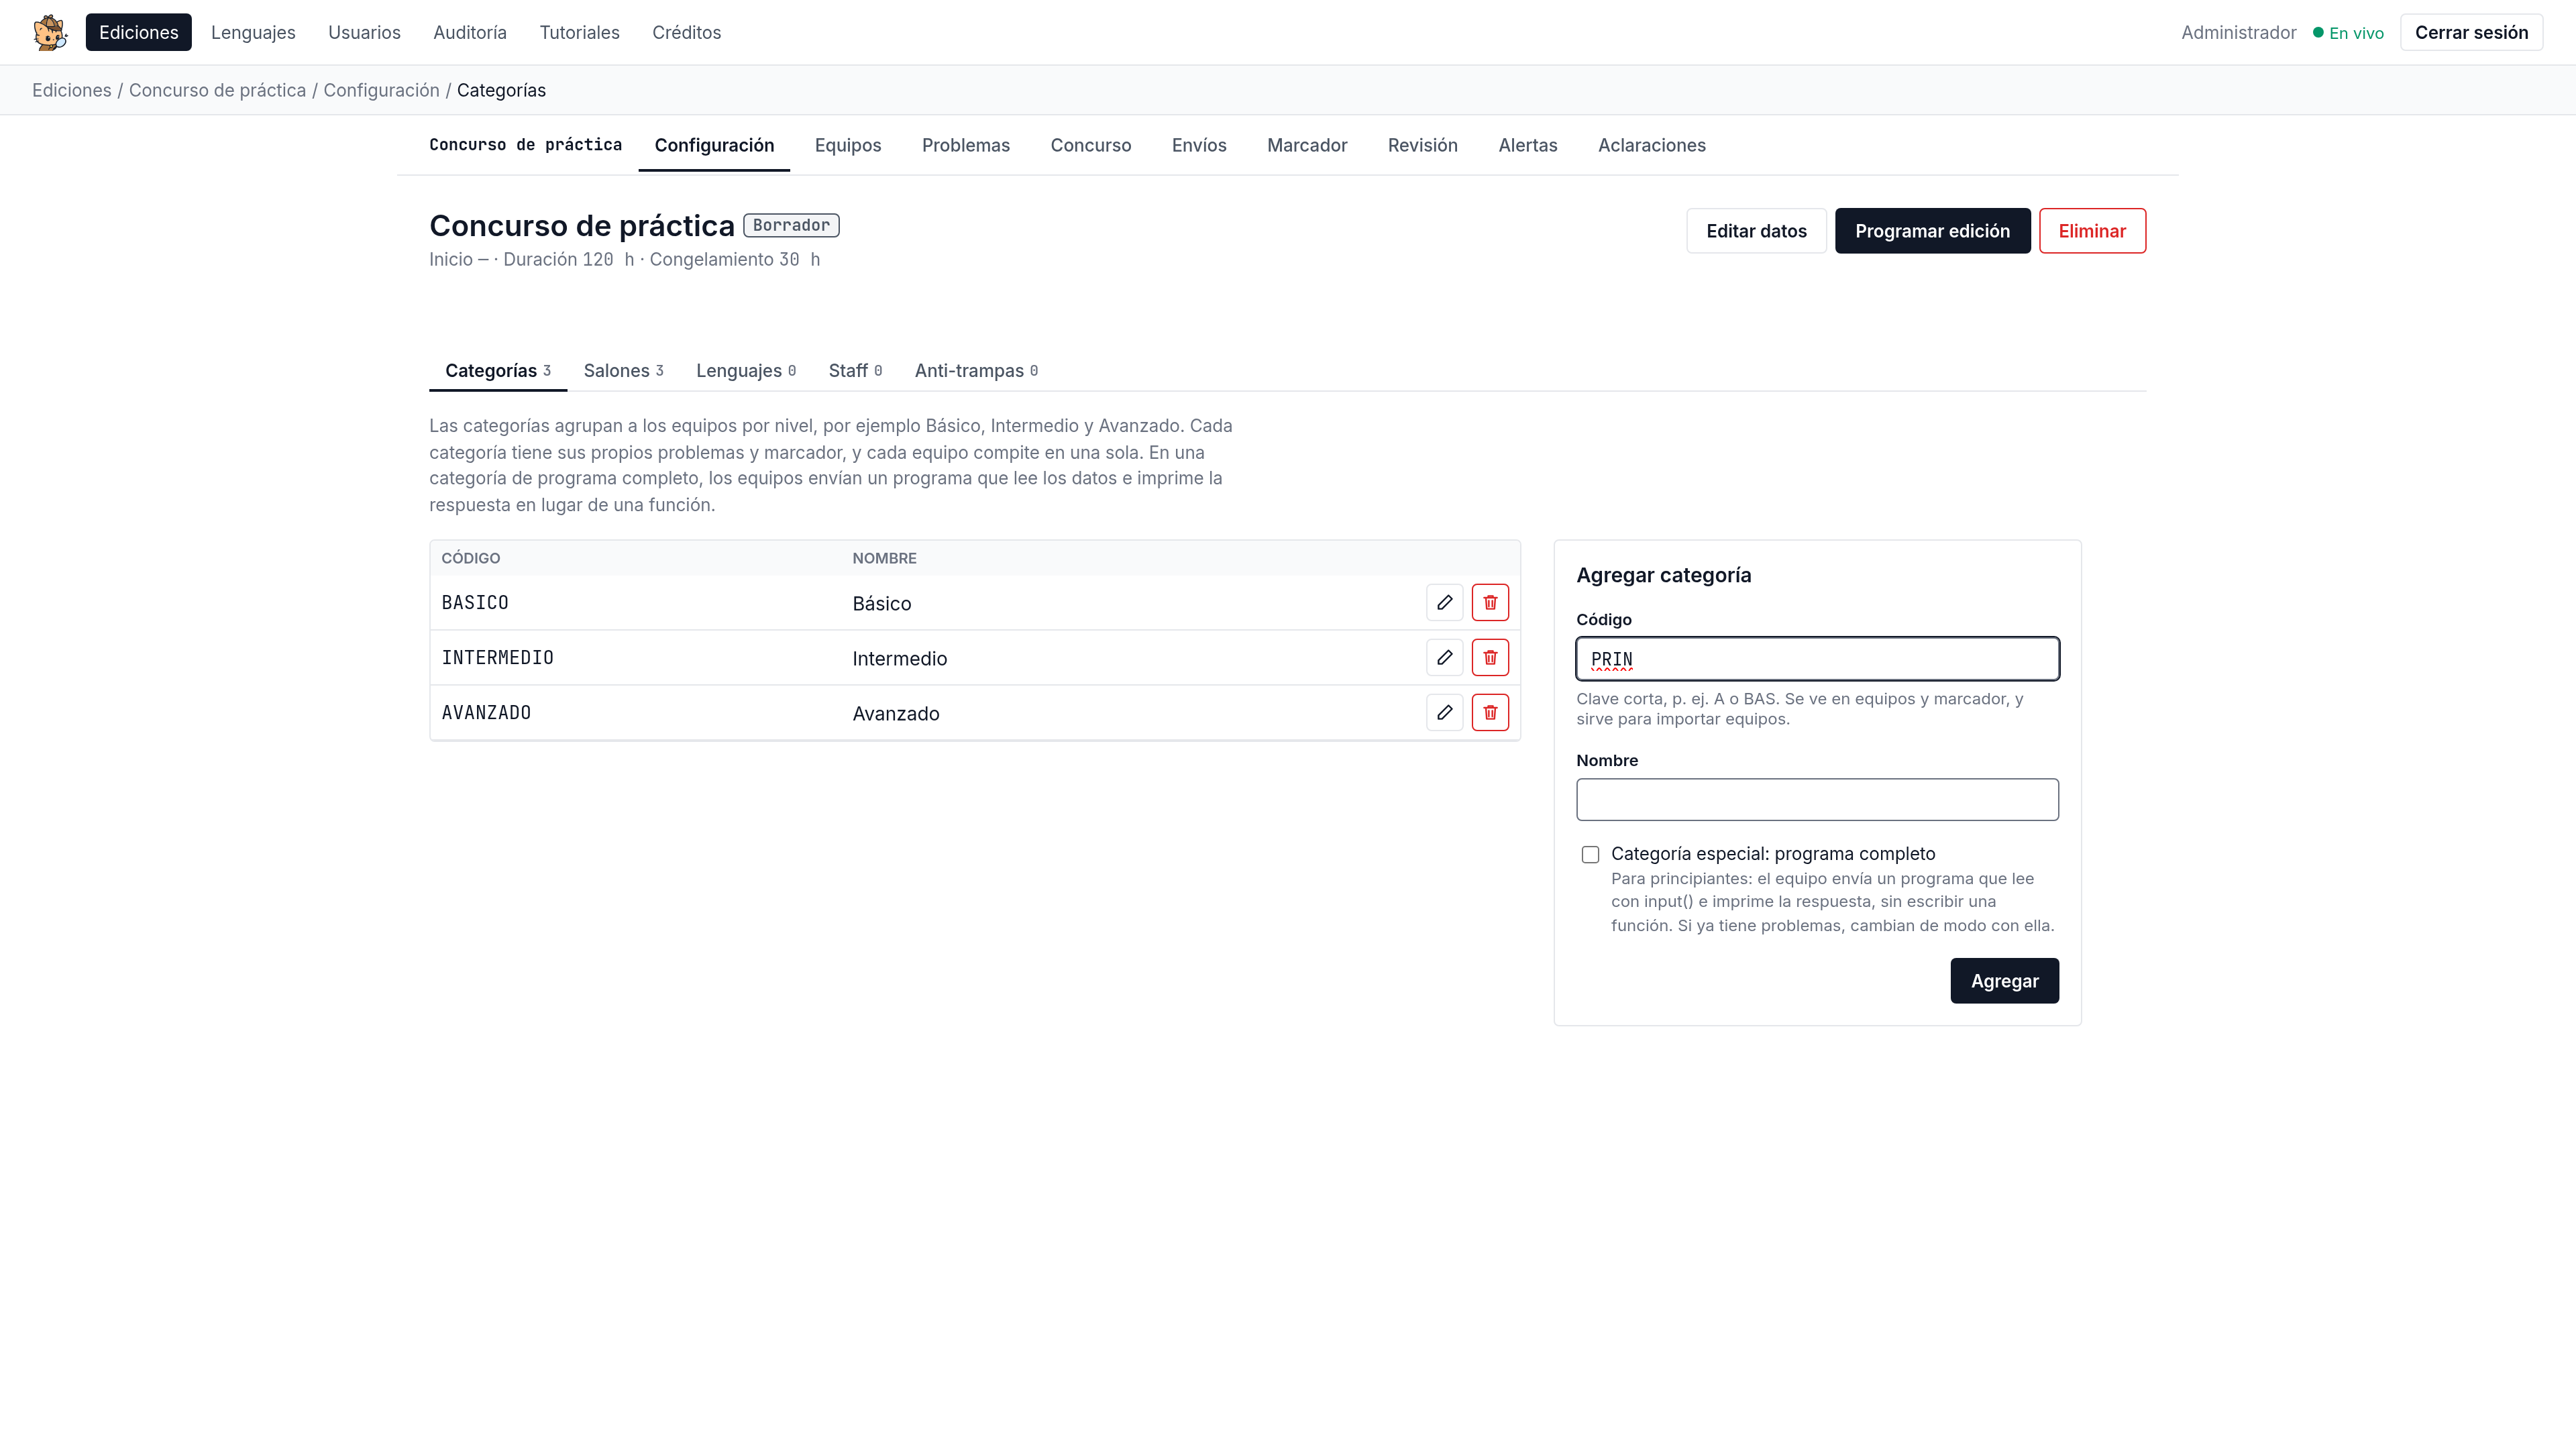 Ediciones Lenguajes Usuarios Auditoría Tutoriales Créditos Administrador En vivo Cerrar sesión
Ediciones / Concurso de práctica / Configuración / Categorías
Concurso de práctica Configuración Equipos Problemas Concurso Envíos Marcador Revisión Alertas Aclaraciones
Concurso de práctica Borrador Editar datos Programar edición Eliminar
Inicio — · Duración 120 h · Congelamiento 30 h
Categorías 3 Salones 3 Lenguajes 0 Staff 0 Anti-trampas 0
Las categorías agrupan a los equipos por nivel, por ejemplo Básico, Intermedio y Avanzado. Cada
categoría tiene sus propios problemas y marcador, y cada equipo compite en una sola. En una
categoría de programa completo, los equipos envían un programa que lee los datos e imprime la
respuesta en lugar de una función.
CÓDIGO NOMBRE
BASICO Básico
INTERMEDIO Intermedio
AVANZADO Avanzado
Agregar categoría
Código
PRIN
Clave corta, p. ej. A o BAS. Se ve en equipos y marcador, y
sirve para importar equipos.
Nombre
Categoría especial: programa completo
Para principiantes: el equipo envía un programa que lee
con input() e imprime la respuesta, sin escribir una
función. Si ya tiene problemas, cambian de modo con ella.
Agregar